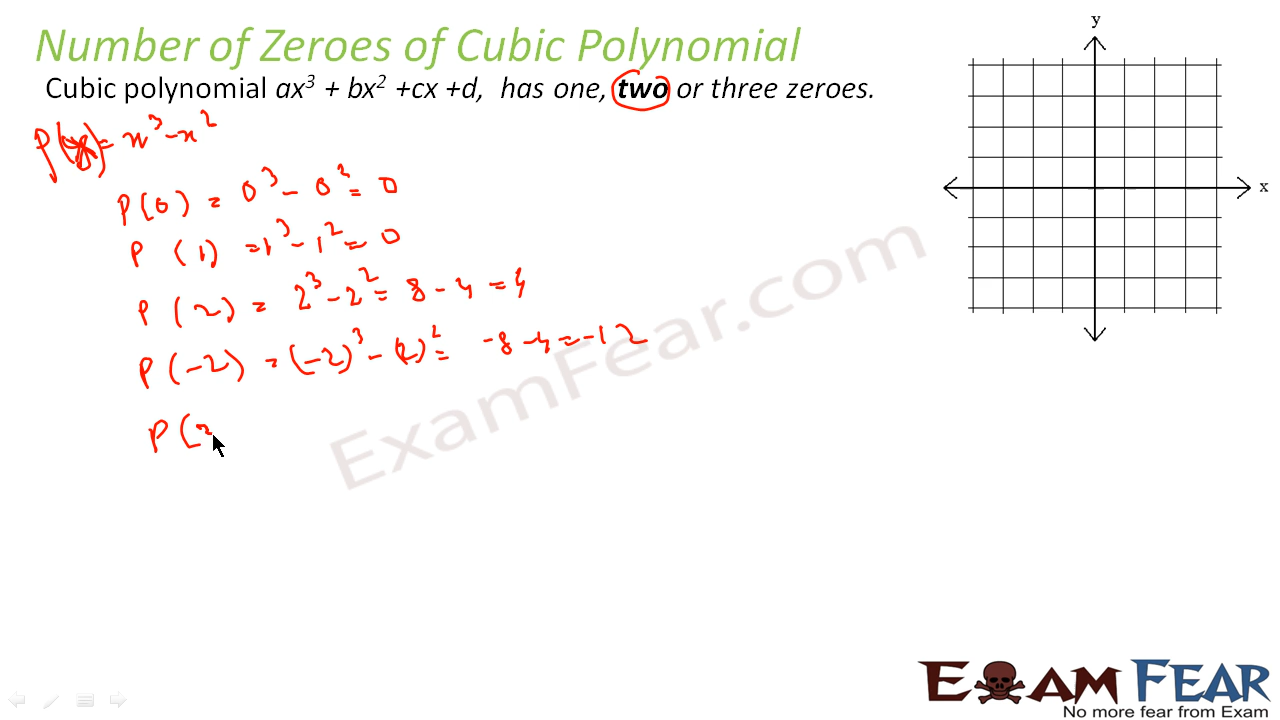 Number of Zeroes of Cubic Polynomial
Cubic polynomial ax³ + bx² +cx +d, has one, two or three zeroes.
P(x) = x³ - x²
P(0) = 0³ - 0² = 0
P(1) = 1³ - 1² = 0
P(2) = 2³ - 2² = 8 - 4 = 4
P(-2) = (-2)³ - (2)² = -8 - 4 = -12
P(
y
x
ExamFear.com
EXAM FEAR
No more fear from Exam